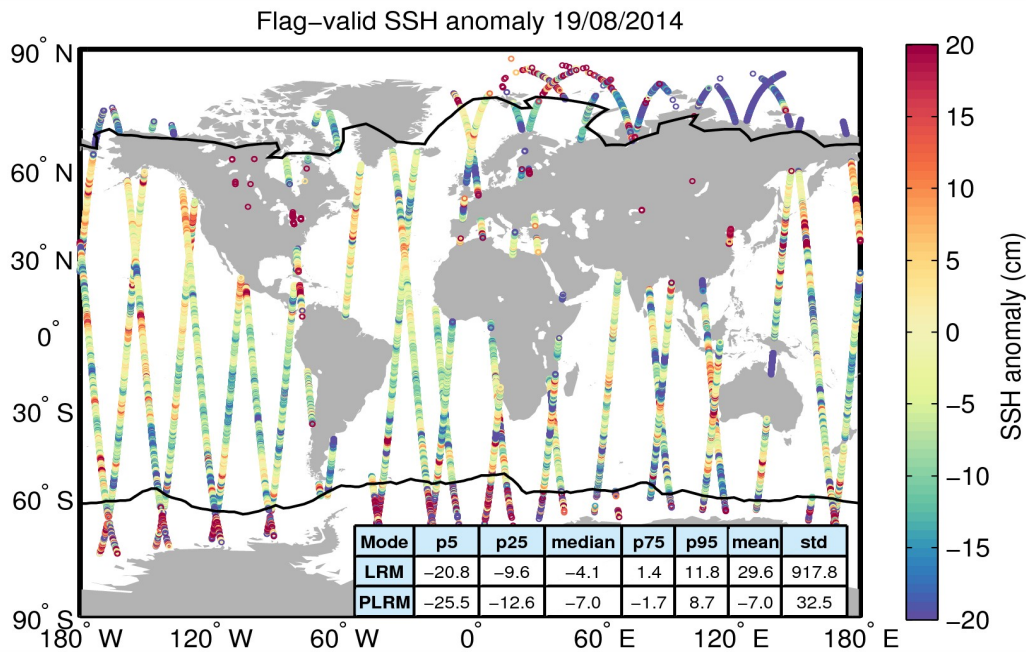 Flag−valid SSH anomaly 19/08/2014
90° N
60° N
30° N
0°
30° S
60° S
90° S
180° W 120° W 60° W 0° 60° E 120° E 180° E
Mode p5 p25 median p75 p95 mean std
LRM −20.8 −9.6 −4.1 1.4 11.8 29.6 917.8
PLRM −25.5 −12.6 −7.0 −1.7 8.7 −7.0 32.5
20
15
10
5
0
−5
−10
−15
−20
SSH anomaly (cm)